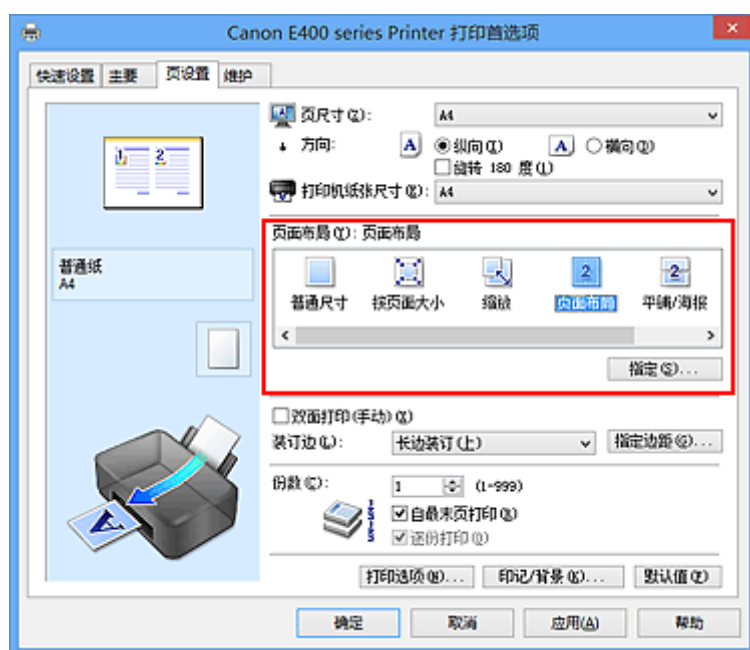 Canon E400 series Printer 打印首选项
快速设置 主要 页设置 维护
页尺寸(Z): A4
方向: A 纵向(T) A 横向(D)
旋转 180 度(L)
打印机纸张尺寸(R): A4
1 2
页面布局(Y): 页面布局
普通纸
A4
2 2
普通尺寸 按页面大小 缩放 页面布局 平铺/海报
指定(S)...
双面打印(手动)(X)
装订边(L): 长边装订(上) 指定边距(G)...
份数(C): 1 (1-999)
自最末页打印(B)
逐份打印(O)
A
打印选项(N)... 印记/背景(K)... 默认值(F)
确定 取消 应用(A) 帮助